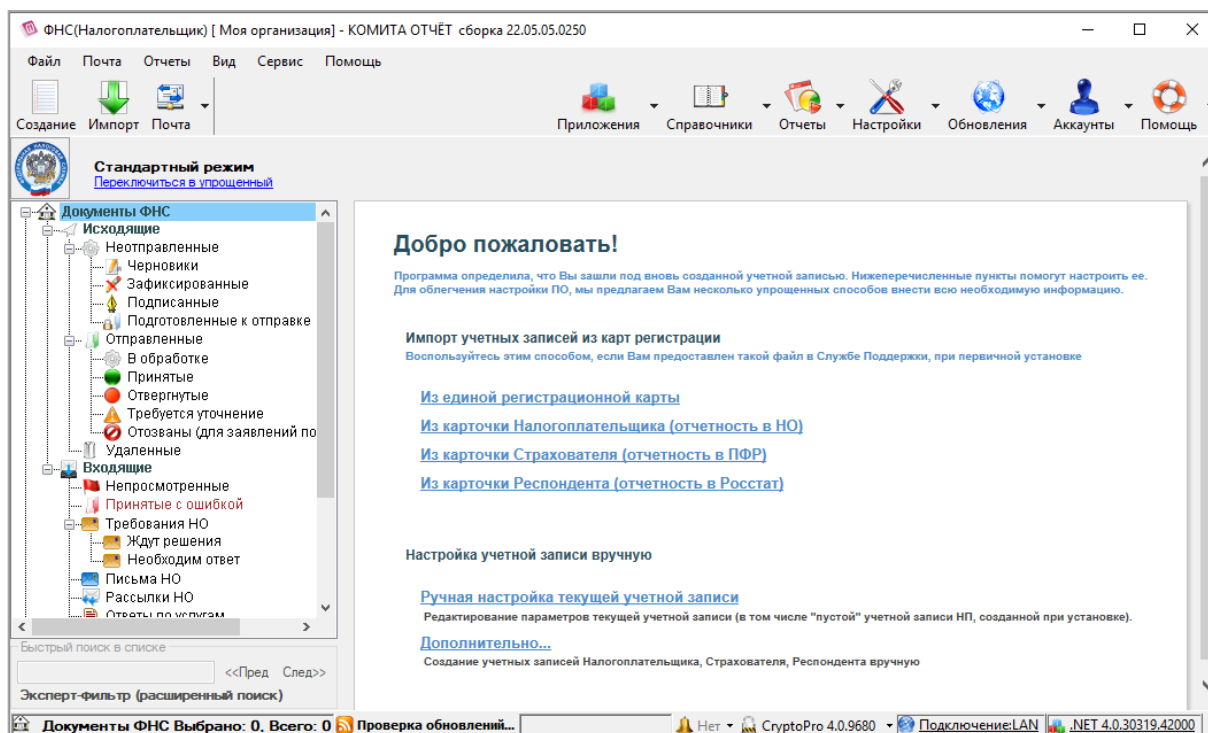 ФНС(Налогоплательщик) [ Моя организация] - КОМИТА ОТЧЁТ сборка 22.05.05.0250
Файл Почта Отчеты Вид Сервис Помощь
Создание Импорт Почта Приложения Справочники Отчеты Настройки Обновления Аккаунты Помощь
Стандартный режим
Переключиться в упрощенный
Документы ФНС
Исходящие
Неотправленные
Черновики
Зафиксированные
Подписанные
Подготовленные к отправке
Отправленные
В обработке
Принятые
Отвергнутые
Требуется уточнение
Отозваны (для заявлений по
Удаленные
Входящие
Непросмотренные
Принятые с ошибкой
Требования НО
Ждут решения
Необходим ответ
Письма НО
Рассылки НО
Ответы по услугам
Быстрый поиск в списке
<<Пред След>>
Эксперт-фильтр (расширенный поиск)
Добро пожаловать!
Программа определила, что Вы зашли под вновь созданной учетной записью. Нижеперечисленные пункты помогут настроить ее.
Для облегчения настройки ПО, мы предлагаем Вам несколько упрощенных способов внести всю необходимую информацию.
Импорт учетных записей из карт регистрации
Воспользуйтесь этим способом, если Вам предоставлен такой файл в Службе Поддержки, при первичной установке
Из единой регистрационной карты
Из карточки Налогоплательщика (отчетность в НО)
Из карточки Страхователя (отчетность в ПФР)
Из карточки Респондента (отчетность в Росстат)
Настройка учетной записи вручную
Ручная настройка текущей учетной записи
Редактирование параметров текущей учетной записи (в том числе "пустой" учетной записи НП, созданной при установке).
Дополнительно...
Создание учетных записей Налогоплательщика, Страхователя, Респондента вручную
Документы ФНС Выбрано: 0, Всего: 0 Проверка обновлений... Нет CryptoPro 4.0.9680 Подключение:LAN .NET 4.0.30319.42000